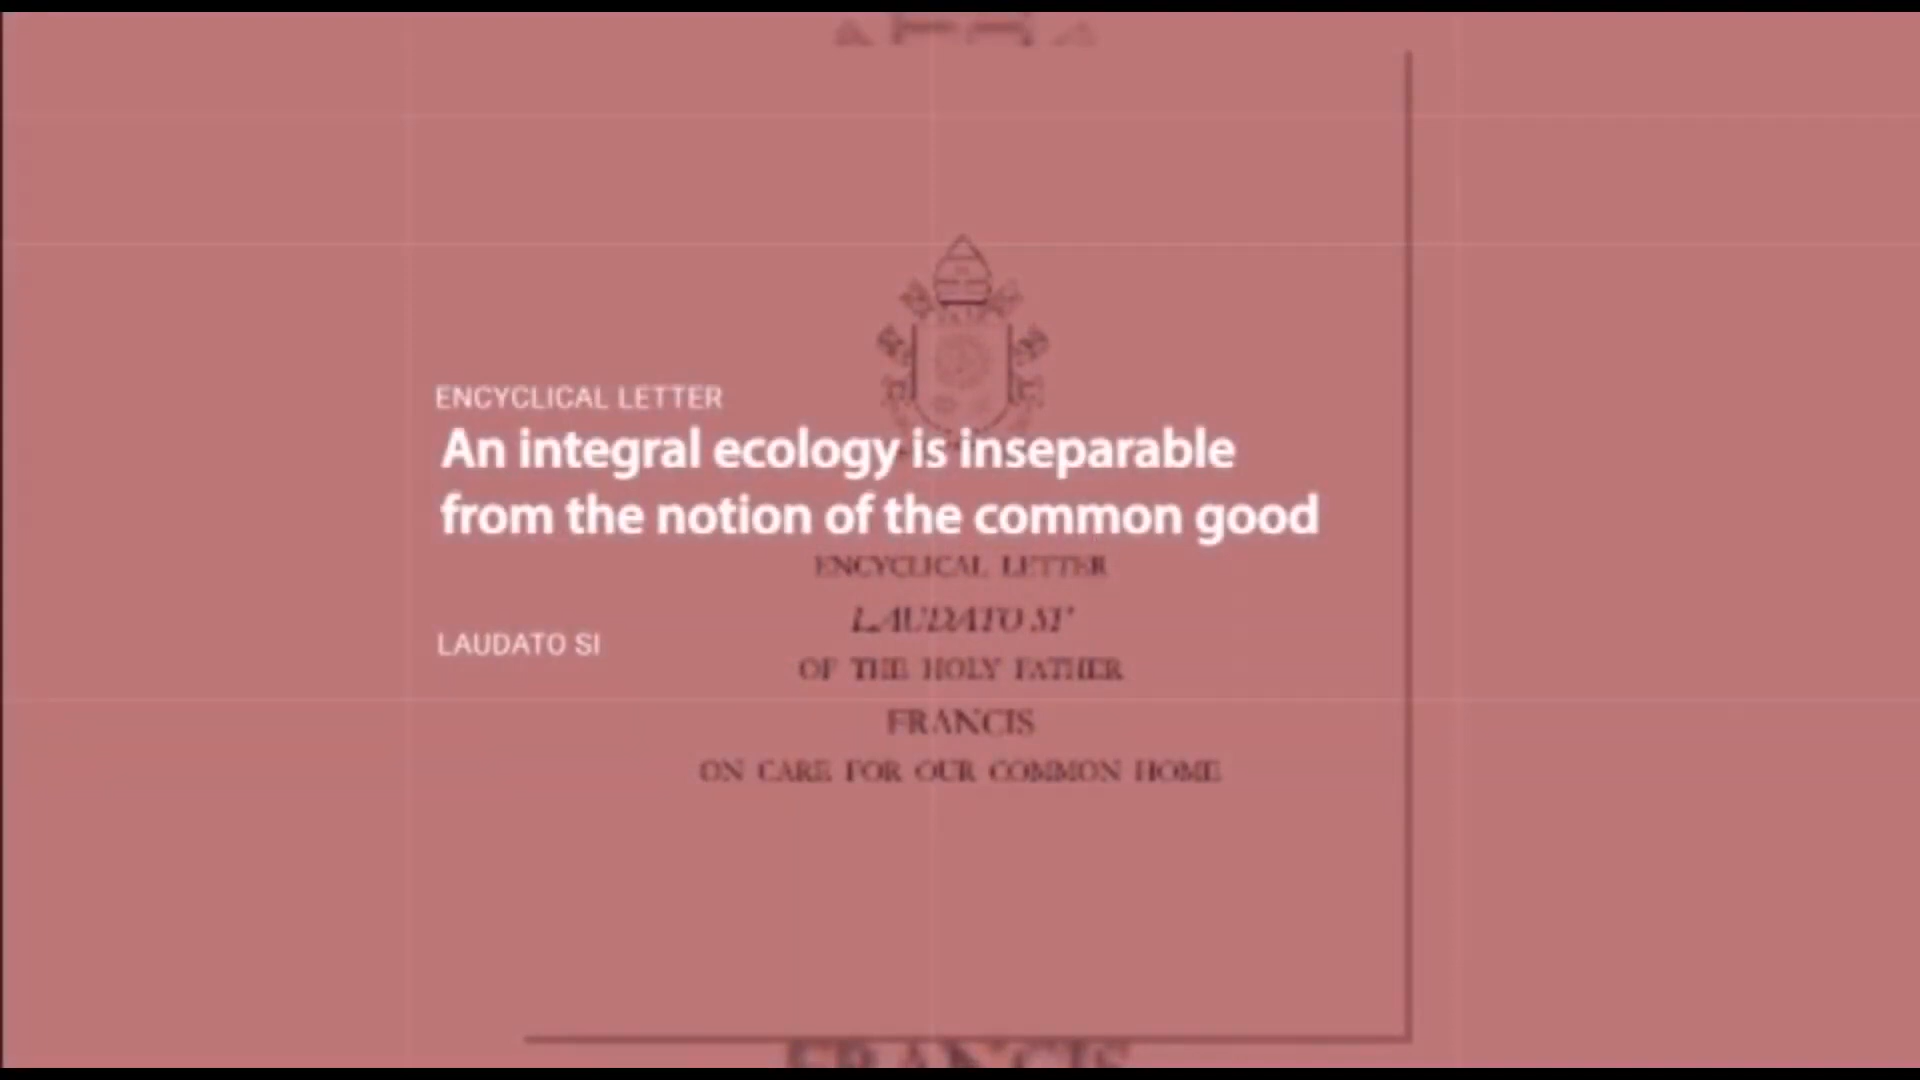 ENCYCLICAL LETTER
An integral ecology is inseparable
from the notion of the common good
LAUDATO SI
ENCYCLICAL LETTER
LAUDATO SI'
OF THE HOLY FATHER
FRANCIS
ON CARE FOR OUR COMMON HOME
FRANCIS